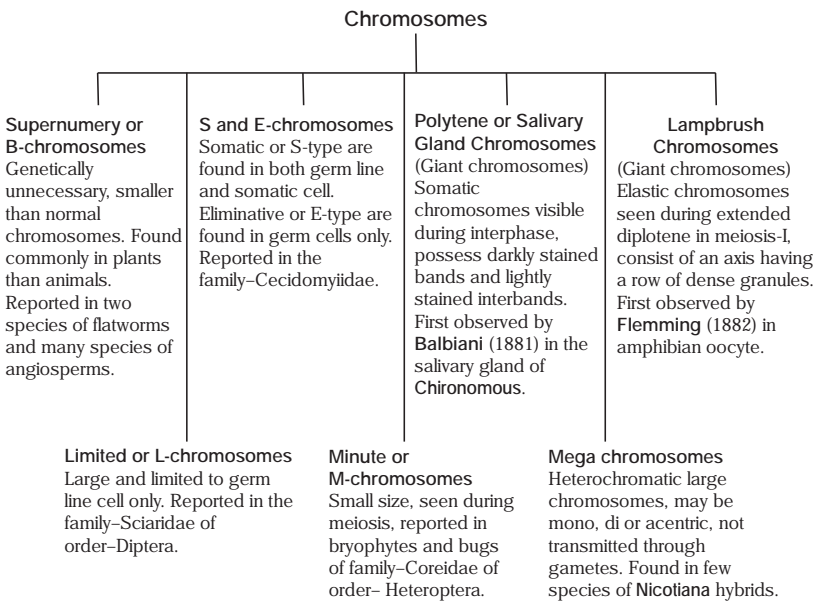 Chromosomes
Supernumery or
B-chromosomes
Genetically
unnecessary, smaller
than normal
chromosomes. Found
commonly in plants
than animals.
Reported in two
species of flatworms
and many species of
angiosperms.
S and E-chromosomes
Somatic or S-type are
found in both germ line
and somatic cell.
Eliminative or E-type are
found in germ cells only.
Reported in the
family–Cecidomyiidae.
Polytene or Salivary
Gland Chromosomes
(Giant chromosomes)
Somatic
chromosomes visible
during interphase,
possess darkly stained
bands and lightly
stained interbands.
First observed by
Balbiani (1881) in the
salivary gland of
Chironomous.
Lampbrush
Chromosomes
(Giant chromosomes)
Elastic chromosomes
seen during extended
diplotene in meiosis-I,
consist of an axis having
a row of dense granules.
First observed by
Flemming (1882) in
amphibian oocyte.
Limited or L-chromosomes
Large and limited to germ
line cell only. Reported in the
family–Sciaridae of
order–Diptera.
Minute or
M-chromosomes
Small size, seen during
meiosis, reported in
bryophytes and bugs
of family–Coreidae of
order– Heteroptera.
Mega chromosomes
Heterochromatic large
chromosomes, may be
mono, di or acentric, not
transmitted through
gametes. Found in few
species of Nicotiana hybrids.